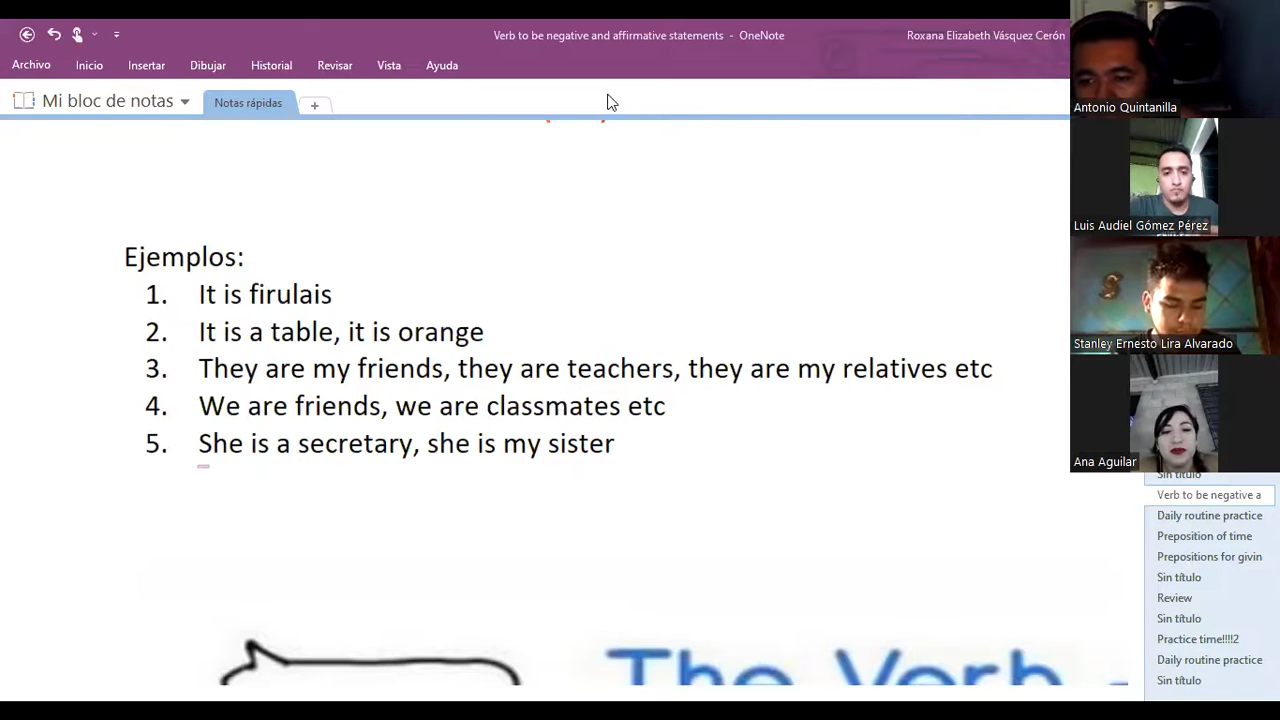 Verb to be negative and affirmative statements - OneNote
Roxana Elizabeth Vásquez Cerón
Archivo Inicio Insertar Dibujar Historial Revisar Vista Ayuda
Mi bloc de notas
Notas rápidas
+
Ejemplos:
1. It is firulais
2. It is a table, it is orange
3. They are my friends, they are teachers, they are my relatives etc
4. We are friends, we are classmates etc
5. She is a secretary, she is my sister
The Verb
Antonio Quintanilla
Luis Audiel Gómez Pérez
Stanley Ernesto Lira Alvarado
Ana Aguilar
Sin título
Verb to be negative a
Daily routine practice
Preposition of time
Prepositions for givin
Sin título
Review
Sin título
Practice time!!!!2
Daily routine practice
Sin título